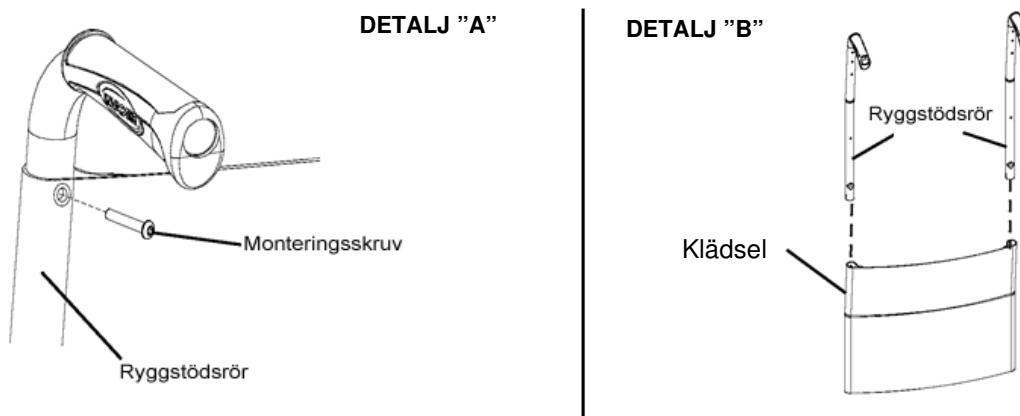 DETALJ ”A”
Monteringsskruv
Ryggstödsrör
DETALJ ”B”
Ryggstödsrör
Klädsel